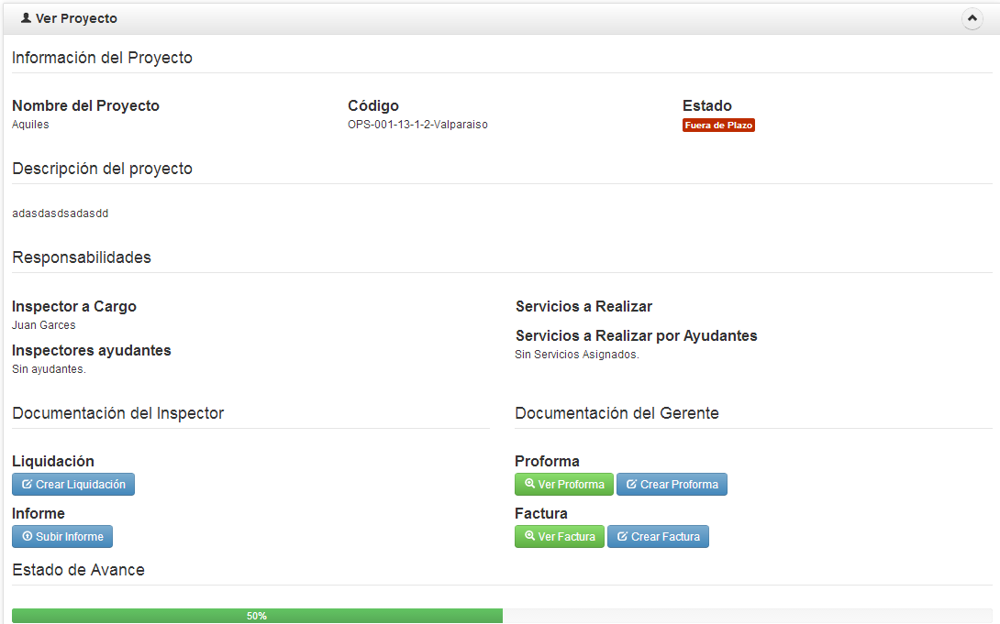 Ver Proyecto
Información del Proyecto
Nombre del Proyecto
Aquiles
Código
OPS-001-13-1-2-Valparaiso
Estado
Fuera de Plazo
Descripción del proyecto
adasdasdsadasdd
Responsabilidades
Inspector a Cargo
Juan Garces
Inspectores ayudantes
Sin ayudantes.
Servicios a Realizar
Servicios a Realizar por Ayudantes
Sin Servicios Asignados.
Documentación del Inspector
Liquidación
Crear Liquidación
Informe
Subir Informe
Documentación del Gerente
Proforma
Ver Proforma Crear Proforma
Factura
Ver Factura Crear Factura
Estado de Avance
50%